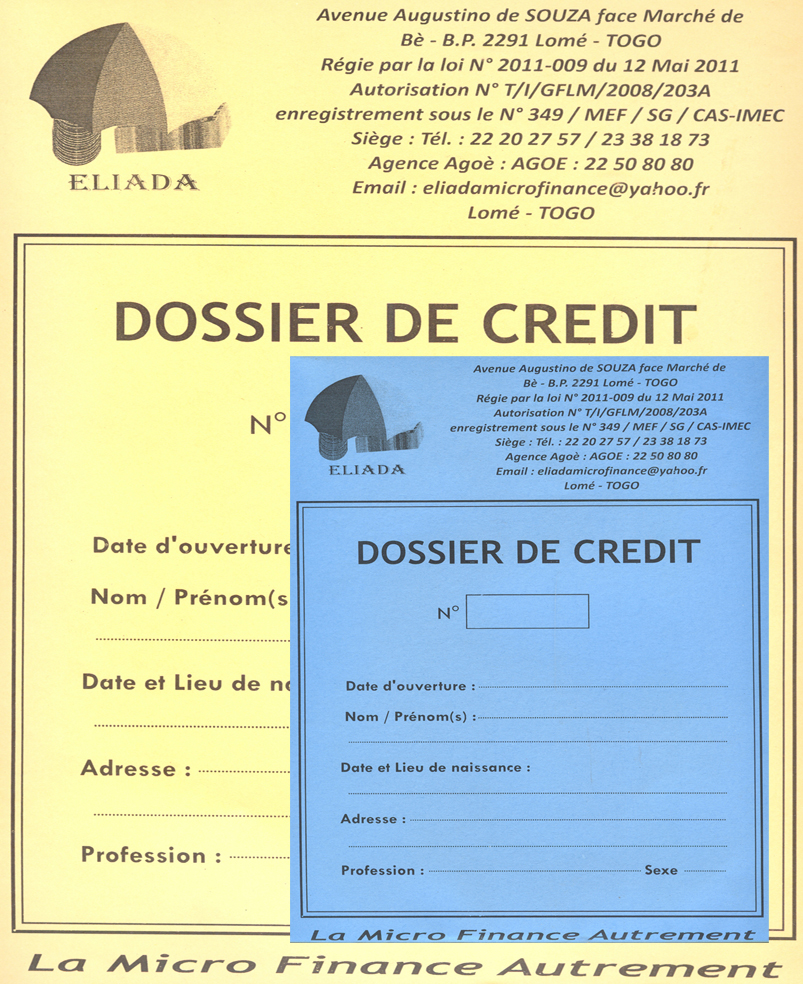 Avenue Augustino de SOUZA face Marché de
Bè - B.P. 2291 Lomé - TOGO
Régie par la loi N° 2011-009 du 12 Mai 2011
Autorisation N° T/I/GFLM/2008/203A
enregistrement sous le N° 349 / MEF / SG / CAS-IMEC
Siège : Tél. : 22 20 27 57 / 23 38 18 73
Agence Agoè : AGOE : 22 50 80 80
Email : eliadamicrofinance@yahoo.fr
Lomé - TOGO
ELIADA
DOSSIER DE CREDIT
N°
Date d'ouverture
Nom / Prénom(s
Date et Lieu de na
Adresse :
Profession :
La Micro Finance Autrement
Avenue Augustino de SOUZA face Marché de
Bè - B.P. 2291 Lomé - TOGO
Régie par la loi N° 2011-009 du 12 Mai 2011
Autorisation N° T/I/GFLM/2008/203A
enregistrement sous le N° 349 / MEF / SG / CAS-IMEC
Siège : Tél. : 22 20 27 57 / 23 38 18 73
Agence Agoè : AGOE : 22 50 80 80
Email : eliadamicrofinance@yahoo.fr
Lomé - TOGO
ELIADA
DOSSIER DE CREDIT
N°
Date d'ouverture :
Nom / Prénom(s) :
Date et Lieu de naissance :
Adresse :
Profession : Sexe
La Micro Finance Autrement